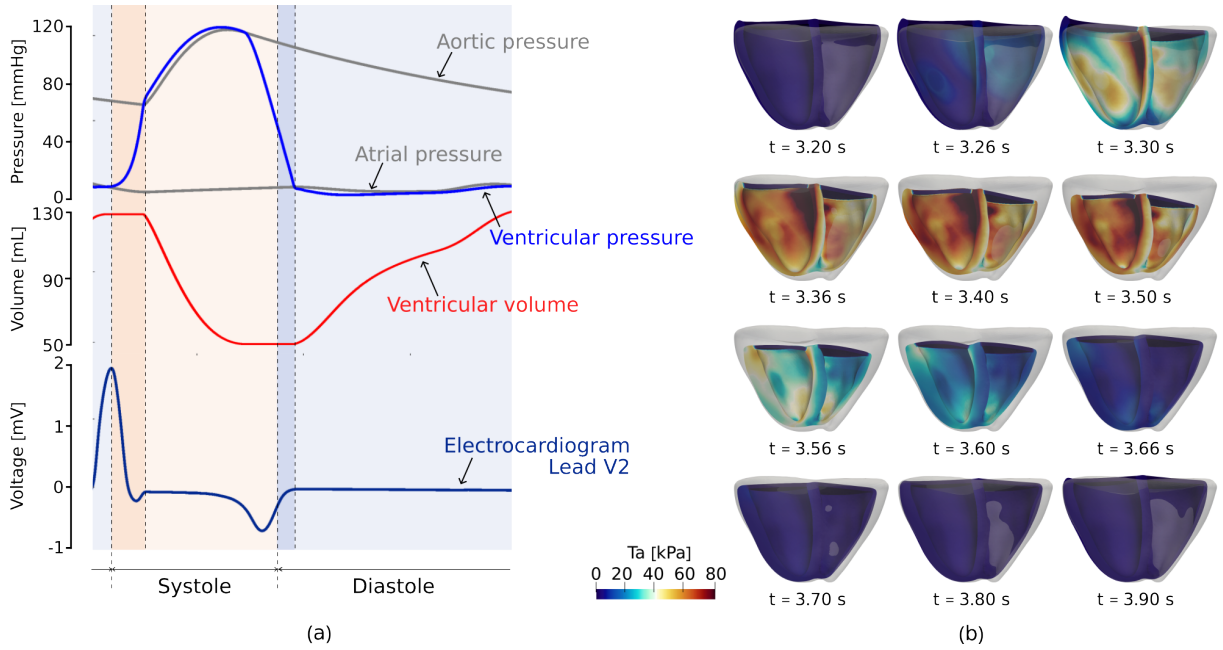 Pressure [mmHg]
120
80
40
0
Aortic pressure
Atrial pressure
Ventricular pressure
Volume [mL]
130
90
50
Ventricular volume
Voltage [mV]
2
1
0
-1
Electrocardiogram
Lead V2
Systole
Diastole
(a)
Ta [kPa]
0 20 40 60 80
t = 3.20 s
t = 3.26 s
t = 3.30 s
t = 3.36 s
t = 3.40 s
t = 3.50 s
t = 3.56 s
t = 3.60 s
t = 3.66 s
t = 3.70 s
t = 3.80 s
t = 3.90 s
(b)